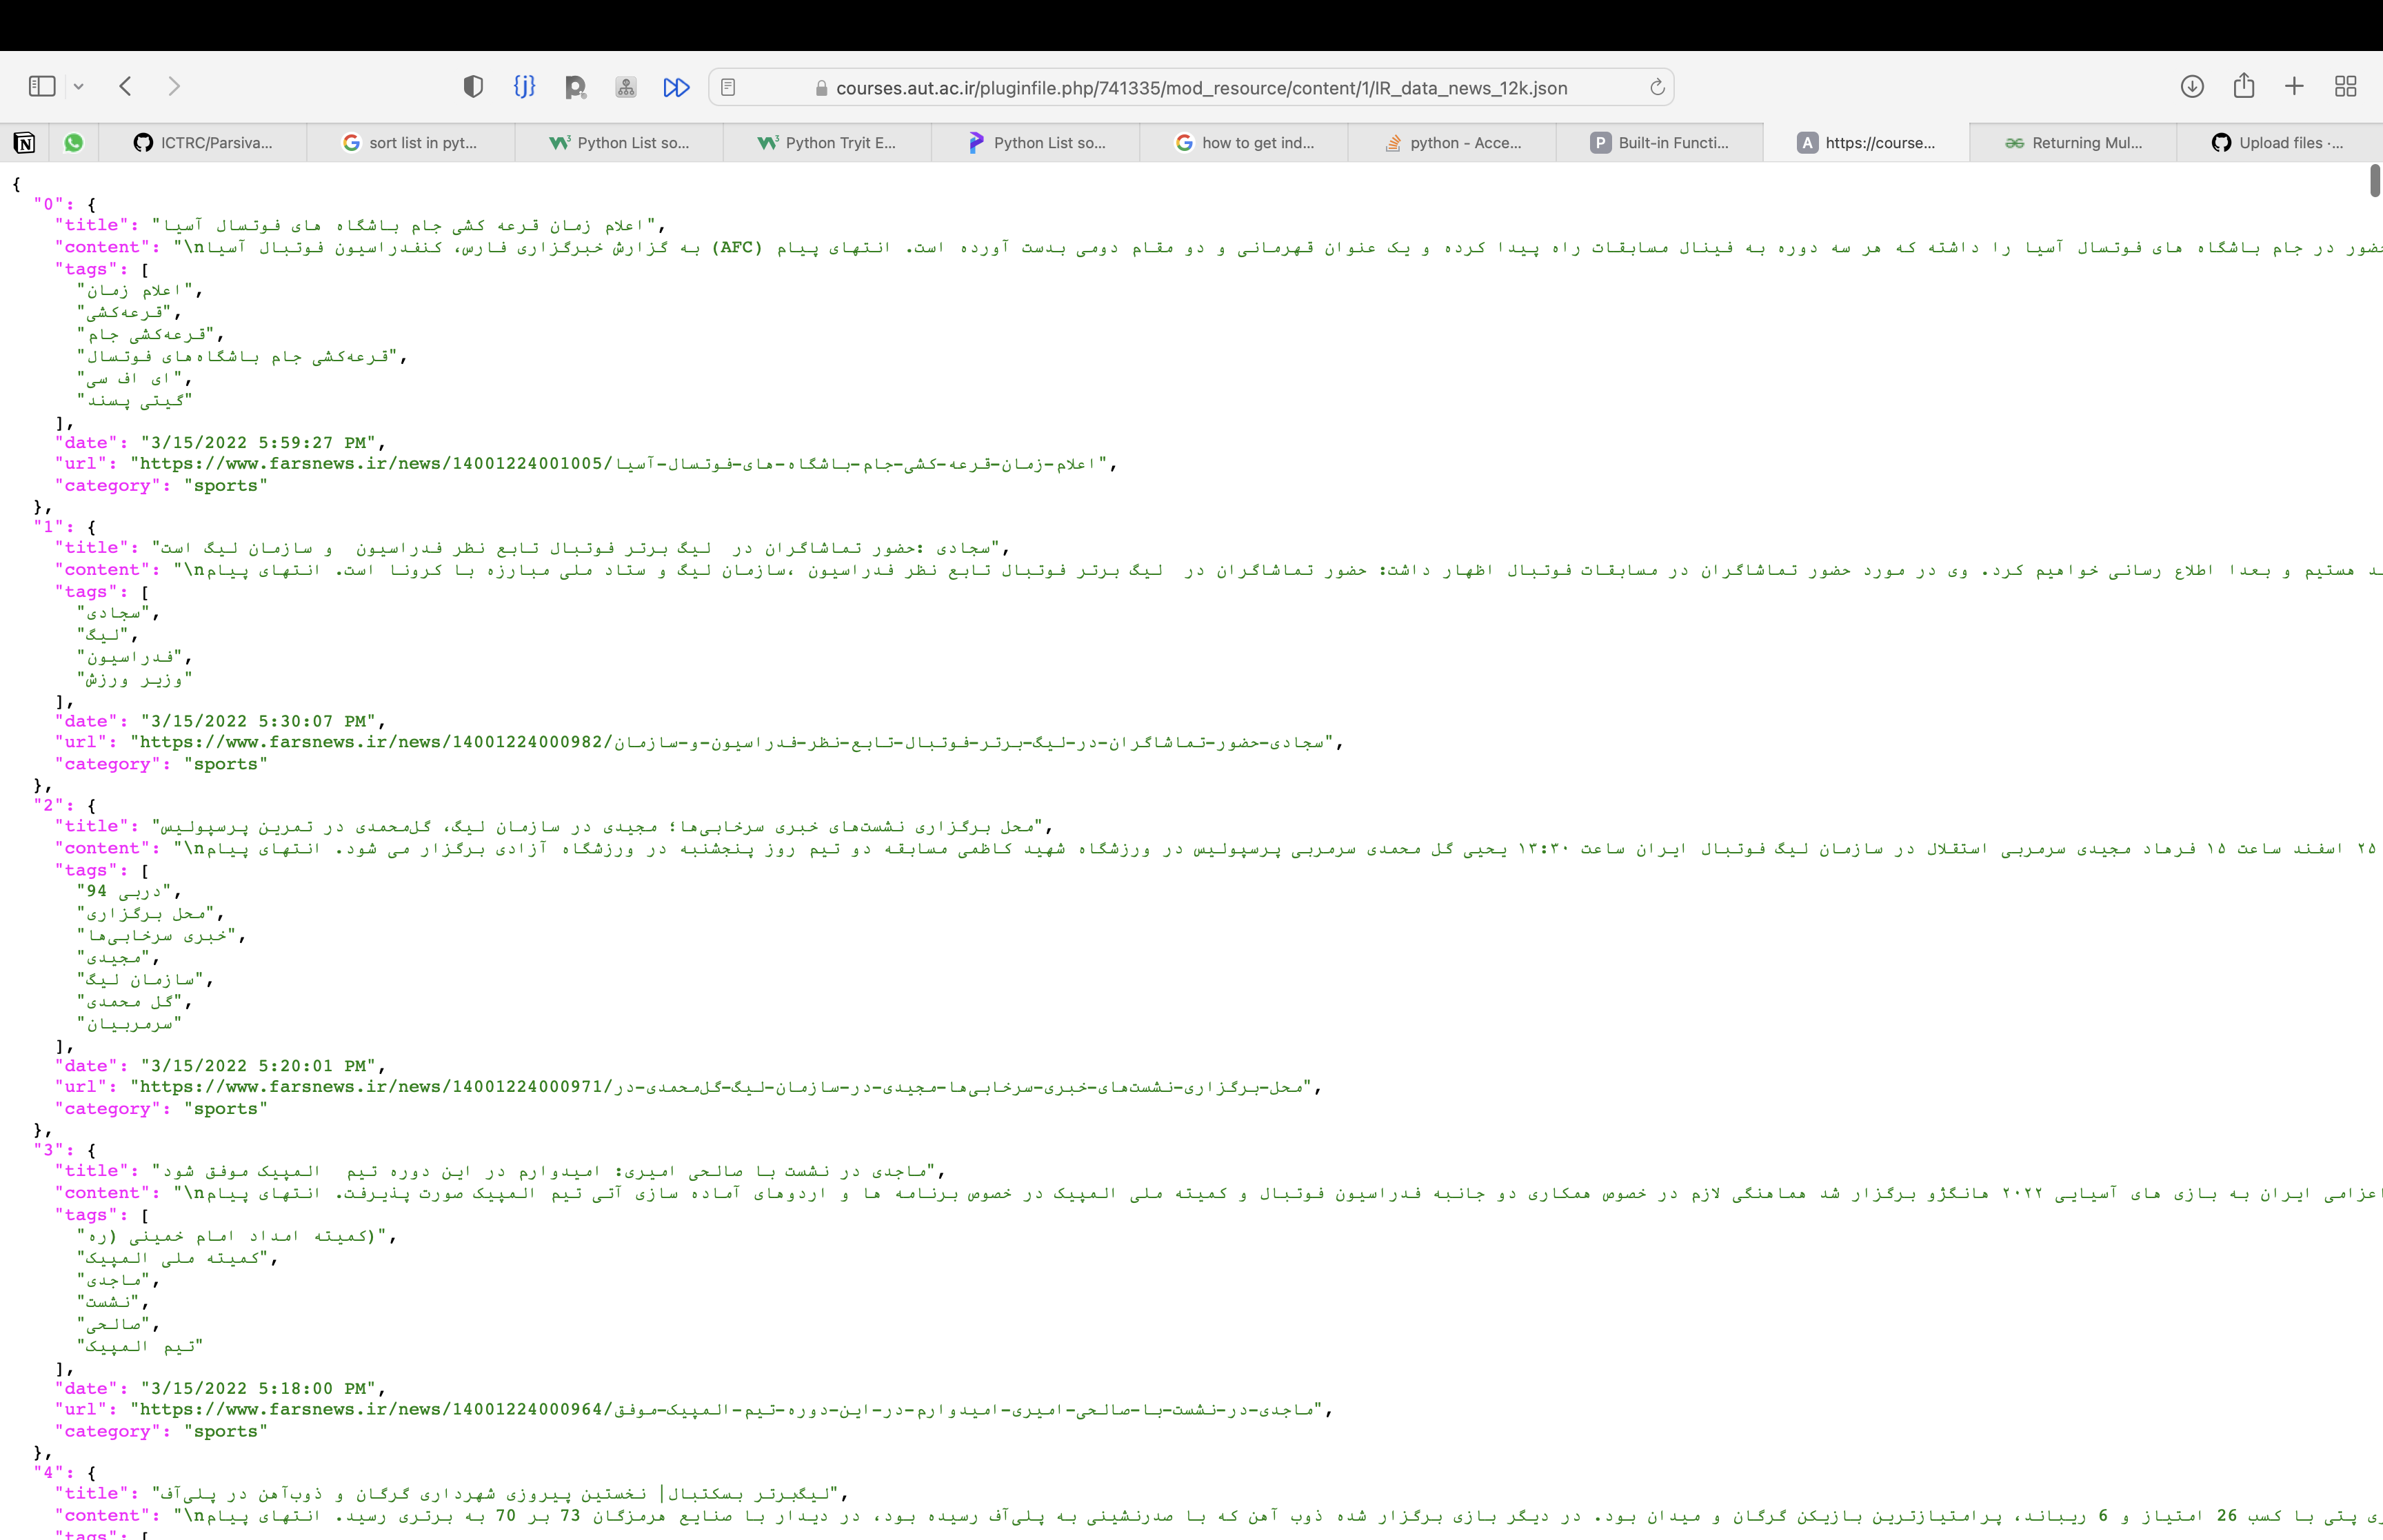 courses.aut.ac.ir/pluginfile.php/741335/mod_resource/content/1/IR_data_news_12k.json
ICTRC/Parsiva...
sort list in pyt...
Python List so...
Python Tryit E...
Python List so...
how to get ind...
python - Acce...
Built-in Functi...
https://course...
Returning Mul...
Upload files ·...
{
"0": {
"title": "اعلام زمان قرعه کشی جام باشگاه های فوتسال آسیا",
"content": "\nبه گزارش خبرگزاری فارس، کنفدراسیون فوتبال آسیا (AFC) حضور در جام باشگاه های فوتسال آسیا را داشته که هر سه دوره به فینال مسابقات راه پیدا کرده و یک عنوان قهرمانی و دو مقام دومی بدست آورده است. انتهای پیام
"tags": [
"اعلام زمان",
"قرعه‌کشی",
"قرعه‌کشی جام",
"قرعه‌کشی جام باشگاه‌های فوتسال",
"ای اف سی",
"گیتی پسند"
],
"date": "3/15/2022 5:59:27 PM",
"url": "https://www.farsnews.ir/news/14001224001005/اعلام-زمان-قرعه-کشی-جام-باشگاه-های-فوتسال-آسیا",
"category": "sports"
},
"1": {
"title": "سجادی :حضور تماشاگران در  لیگ برتر فوتبال تابع نظر فدراسیون  و سازمان لیگ است",
"content": "\nهستیم و بعدا اطلاع رسانی خواهیم کرد. وی در مورد حضور تماشاگران در مسابقات فوتبال اظهار داشت: حضور تماشاگران در  لیگ برتر فوتبال تابع نظر فدراسیون ،سازمان لیگ و ستاد ملی مبارزه با کرونا است. انتهای پیام
"tags": [
"سجادی",
"لیگ",
"فدراسیون",
"وزیر ورزش"
],
"date": "3/15/2022 5:30:07 PM",
"url": "https://www.farsnews.ir/news/14001224000982/سجادی-حضور-تماشاگران-در-لیگ-برتر-فوتبال-تابع-نظر-فدراسیون-و-سازمان",
"category": "sports"
},
"2": {
"title": "محل برگزاری نشست‌های خبری سرخابی‌ها؛ مجیدی در سازمان لیگ، گل‌محمدی در تمرین پرسپولیس",
"content": "\n۲۵ اسفند ساعت ۱۵ فرهاد مجیدی سرمربی استقلال در سازمان لیگ فوتبال ایران ساعت ۱۳:۳۰ یحیی گل محمدی سرمربی پرسپولیس در ورزشگاه شهید کاظمی مسابقه دو تیم روز پنجشنبه در ورزشگاه آزادی برگزار می شود. انتهای پیام
"tags": [
"دربی 94",
"محل برگزاری",
"خبری سرخابی‌ها",
"مجیدی",
"سازمان لیگ",
"گل محمدی",
"سرمربیان"
],
"date": "3/15/2022 5:20:01 PM",
"url": "https://www.farsnews.ir/news/14001224000971/محل-برگزاری-نشست‌های-خبری-سرخابی‌ها-مجیدی-در-سازمان-لیگ-گل‌محمدی-در",
"category": "sports"
},
"3": {
"title": "ماجدی در نشست با صالحی امیری: امیدوارم در این دوره تیم  المپیک موفق شود",
"content": "\nاعزامی ایران به بازی های آسیایی ۲۰۲۲ هانگژو برگزار شد هماهنگی لازم در خصوص همکاری دو جانبه فدراسیون فوتبال و کمیته ملی المپیک در خصوص برنامه ها و اردوهای آماده سازی آتی تیم المپیک صورت پذیرفت. انتهای پیام
"tags": [
"کمیته امداد امام خمینی (ره)",
"کمیته ملی المپیک",
"ماجدی",
"نشست",
"صالحی",
"تیم المپیک"
],
"date": "3/15/2022 5:18:00 PM",
"url": "https://www.farsnews.ir/news/14001224000964/ماجدی-در-نشست-با-صالحی-امیری-امیدوارم-در-این-دوره-تیم-المپیک-موفق",
"category": "sports"
},
"4": {
"title": "لیگ‌برتر بسکتبال| نخستین پیروزی شهرداری گرگان و ذوب‌آهن در پلی‌آف",
"content": "\nپتی با کسب 26 امتیاز و 6 ریباند، پرامتیازترین بازیکن گرگان و میدان بود. در دیگر بازی برگزار شده ذوب آهن که با صدرنشینی به پلی‌آف رسیده بود، در دیدار با صنایع هرمزگان 73 بر 70 به برتری رسید. انتهای پیام
"tags": [